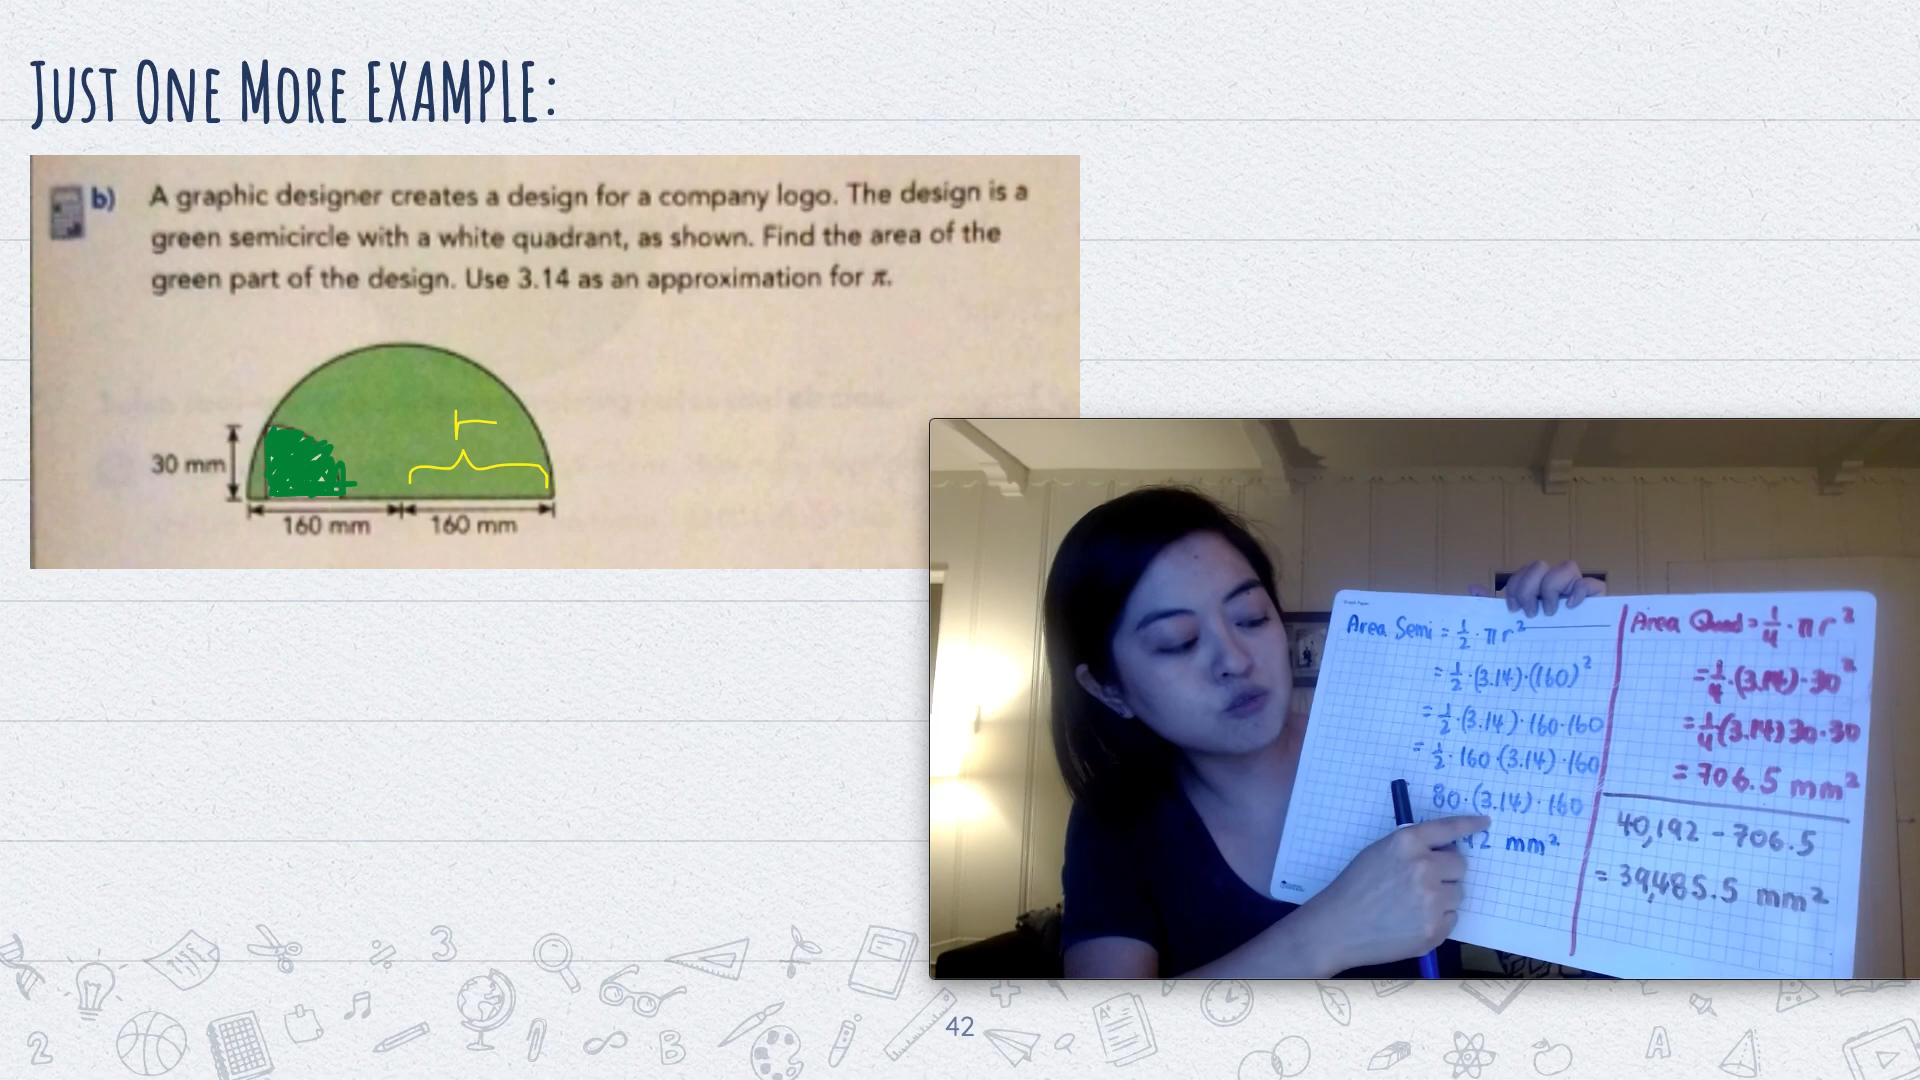 JUST ONE MORE EXAMPLE:
b) A graphic designer creates a design for a company logo. The design is a
green semicircle with a white quadrant, as shown. Find the area of the
green part of the design. Use 3.14 as an approximation for π.
r
30 mm
160 mm 160 mm
Area Semi = 1/2 · πr²
= 1/2 · (3.14) · (160)²
= 1/2 · (3.14) · 160 · 160
= 1/2 · 160 · (3.14) · 160
80 · (3.14) · 160
92 mm²
Area Quad = 1/4 · πr²
= 1/4 · (3.14) · 30²
= 1/4 (3.14) 30 · 30
= 706.5 mm²
40,192 - 706.5
= 39,485.5 mm²
42